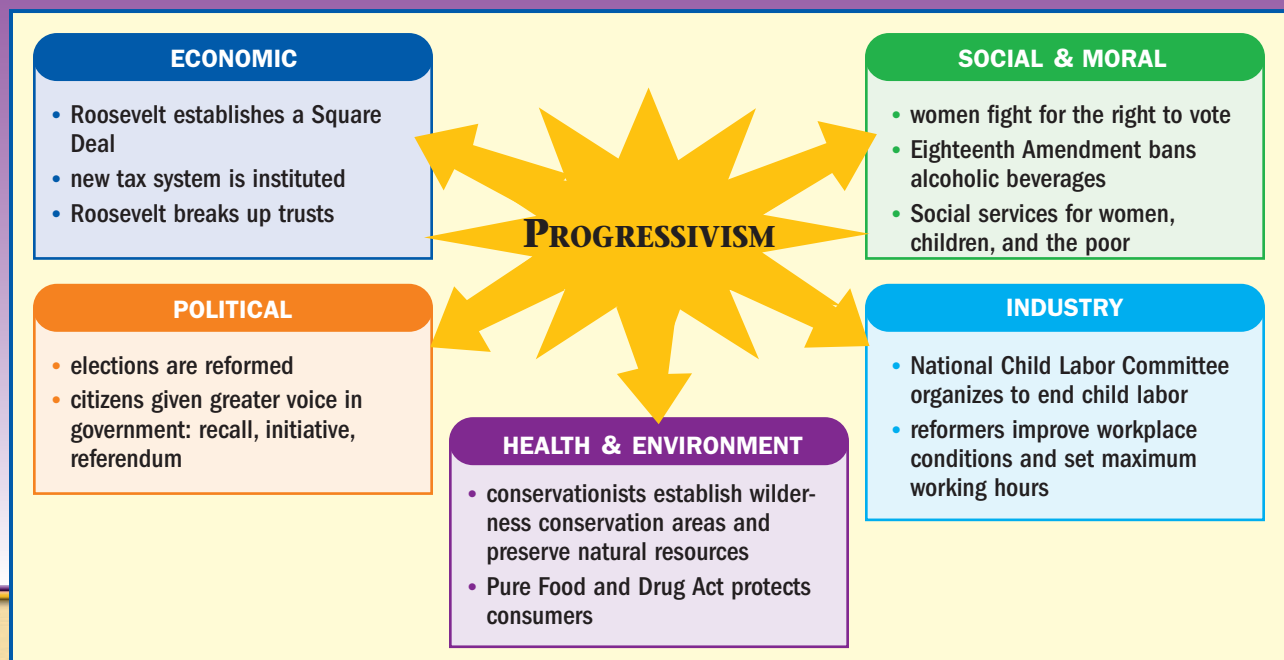 ECONOMIC
• Roosevelt establishes a Square
Deal
• new tax system is instituted
• Roosevelt breaks up trusts
SOCIAL & MORAL
• women fight for the right to vote
• Eighteenth Amendment bans
alcoholic beverages
• Social services for women,
children, and the poor
PROGRESSIVISM
POLITICAL
• elections are reformed
• citizens given greater voice in
government: recall, initiative,
referendum
INDUSTRY
• National Child Labor Committee
organizes to end child labor
• reformers improve workplace
conditions and set maximum
working hours
HEALTH & ENVIRONMENT
• conservationists establish wilder-
ness conservation areas and
preserve natural resources
• Pure Food and Drug Act protects
consumers